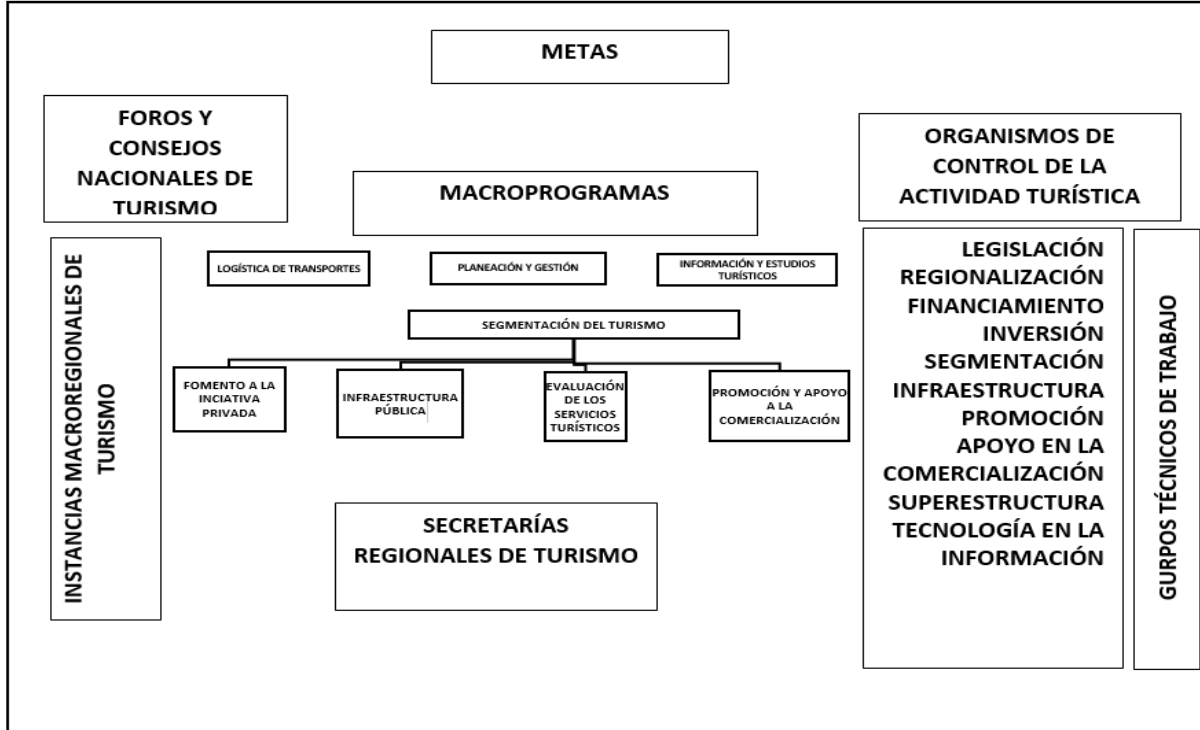 METAS
FOROS Y
CONSEJOS
NACIONALES DE
TURISMO
ORGANISMOS DE
CONTROL DE LA
ACTIVIDAD TURÍSTICA
MACROPROGRAMAS
INSTANCIAS MACROREGIONALES DE
TURISMO
LOGÍSTICA DE TRANSPORTES
PLANEACIÓN Y GESTIÓN
INFORMACIÓN Y ESTUDIOS
TURÍSTICOS
SEGMENTACIÓN DEL TURISMO
FOMENTO A LA
INCIATIVA
PRIVADA
INFRAESTRUCTURA
PÚBLICA
EVALUACIÓN
DE LOS
SERVICIOS
TURÍSTICOS
PROMOCIÓN Y APOYO
A LA
COMERCIALIZACIÓN
SECRETARÍAS
REGIONALES DE TURISMO
LEGISLACIÓN
REGIONALIZACIÓN
FINANCIAMIENTO
INVERSIÓN
SEGMENTACIÓN
INFRAESTRUCTURA
PROMOCIÓN
APOYO EN LA
COMERCIALIZACIÓN
SUPERESTRUCTURA
TECNOLOGÍA EN LA
INFORMACIÓN
GURPOS TÉCNICOS DE TRABAJO